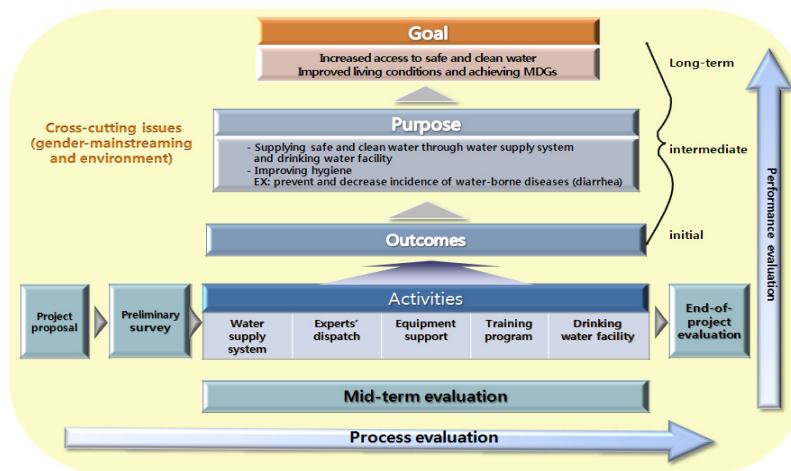 Goal
Increased access to safe and clean water
Improved living conditions and achieving MDGs
Long-term
Cross-cutting issues
(gender-mainstreaming
and environment)
Purpose
- Supplying safe and clean water through water supply system
and drinking water facility
- Improving hygiene
EX: prevent and decrease incidence of water-borne diseases (diarrhea)
intermediate
Outcomes
initial
Performance evaluation
Project
proposal
Preliminary
survey
Activities
Water
supply
system
Experts'
dispatch
Equipment
support
Training
program
Drinking
water facility
End-of-
project
evaluation
Mid-term evaluation
Process evaluation